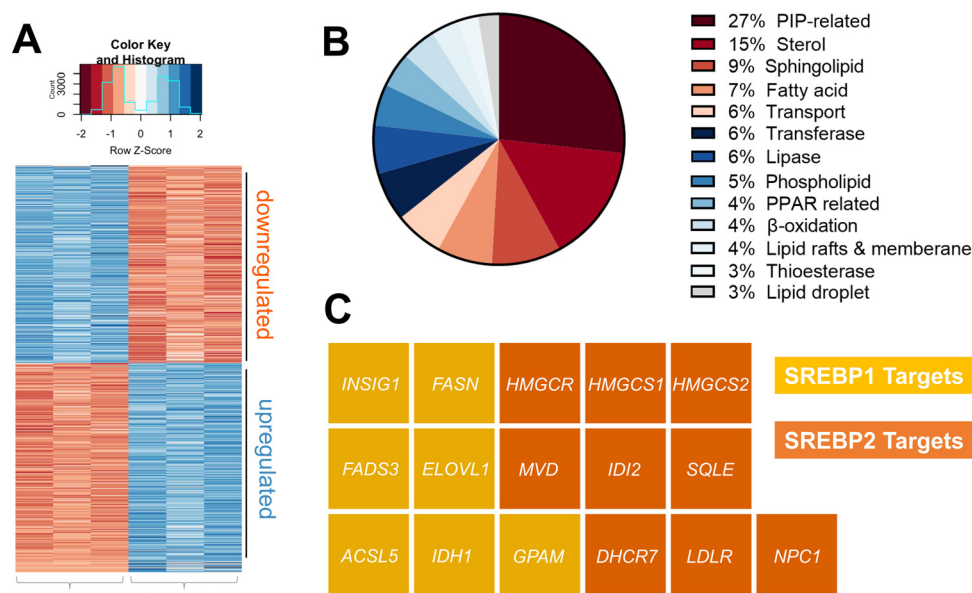 A
Color Key
and Histogram
Count
0 3000
-2 -1 0 1 2
Row Z-Score
downregulated
upregulated
B
27% PIP-related
15% Sterol
9% Sphingolipid
7% Fatty acid
6% Transport
6% Transferase
6% Lipase
5% Phospholipid
4% PPAR related
4% β-oxidation
4% Lipid rafts & memberane
3% Thioesterase
3% Lipid droplet
C
INSIG1 FASN HMGCR HMGCS1 HMGCS2
FADS3 ELOVL1 MVD IDI2 SQLE
ACSL5 IDH1 GPAM DHCR7 LDLR NPC1
SREBP1 Targets
SREBP2 Targets